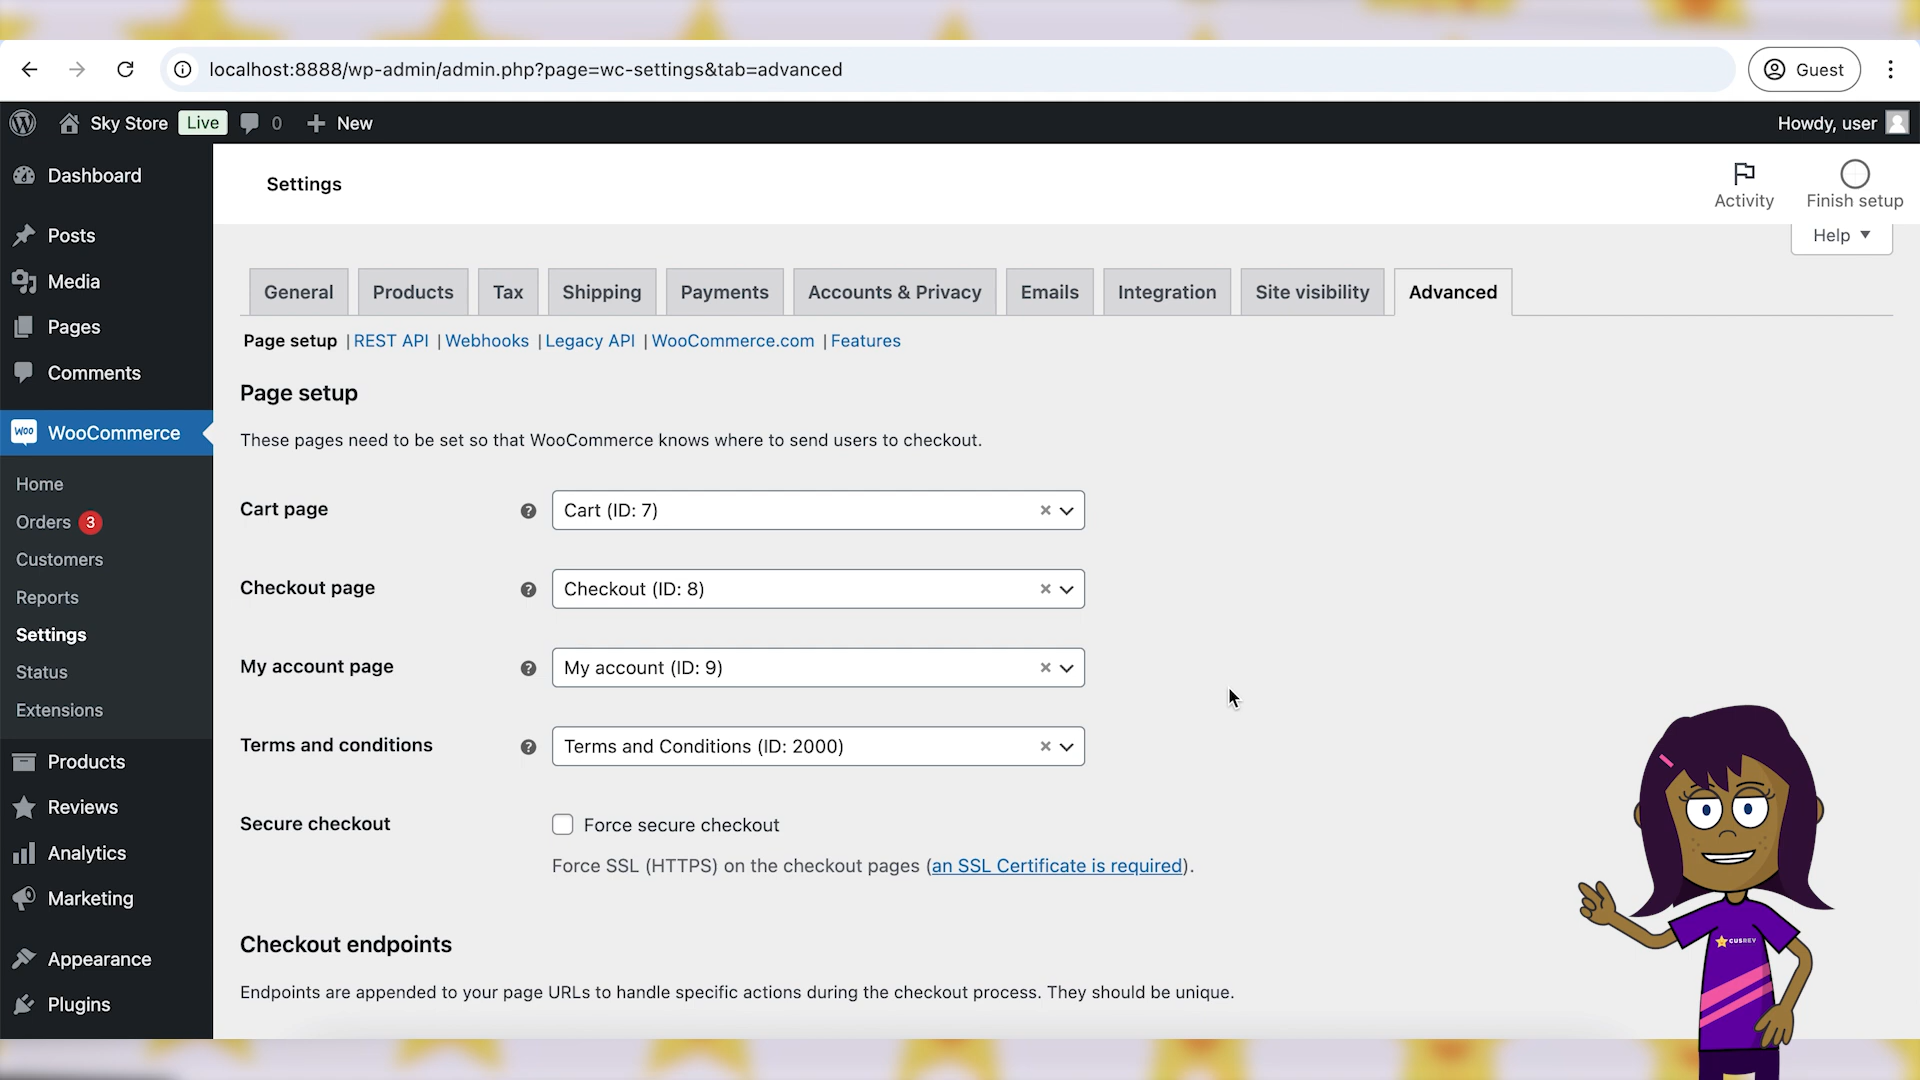 localhost:8888/wp-admin/admin.php?page=wc-settings&tab=advanced
Guest
Sky Store Live 0 New
Howdy, user
Dashboard
Posts
Media
Pages
Comments
WooCommerce
Home
Orders 3
Customers
Reports
Settings
Status
Extensions
Products
Reviews
Analytics
Marketing
Appearance
Plugins
Settings
Activity
Finish setup
Help
General Products Tax Shipping Payments Accounts & Privacy Emails Integration Site visibility Advanced
Page setup | REST API | Webhooks | Legacy API | WooCommerce.com | Features
Page setup
These pages need to be set so that WooCommerce knows where to send users to checkout.
Cart page ? Cart (ID: 7) ×
Checkout page ? Checkout (ID: 8) ×
My account page ? My account (ID: 9) ×
Terms and conditions ? Terms and Conditions (ID: 2000) ×
Secure checkout Force secure checkout
Force SSL (HTTPS) on the checkout pages (an SSL Certificate is required).
Checkout endpoints
Endpoints are appended to your page URLs to handle specific actions during the checkout process. They should be unique.
CUSREV